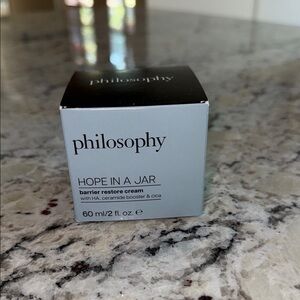 philosophy
philosophy
HOPE IN A JAR
barrier restore cream
with HA, ceramide booster & cica
60 ml/2 fl. oz. ℮